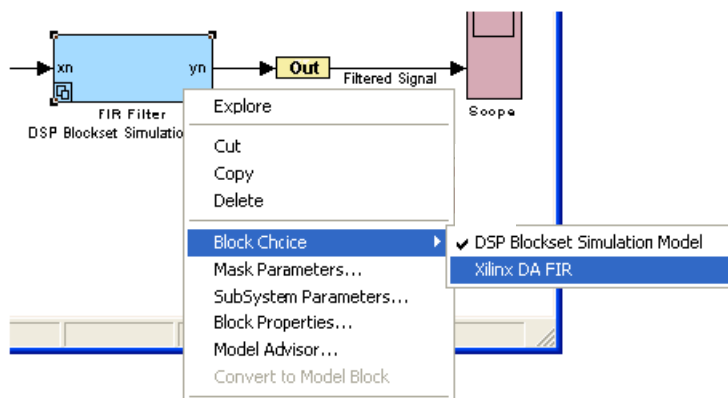 xn
yn
Out
Filtered Signal
FIR Filter
DSP Blockset Simulatio
Scope
Explore
Cut
Copy
Delete
Block Choice
Mask Parameters...
SubSystem Parameters...
Block Properties...
Model Advisor...
Convert to Model Block
DSP Blockset Simulation Model
Xilinx DA FIR